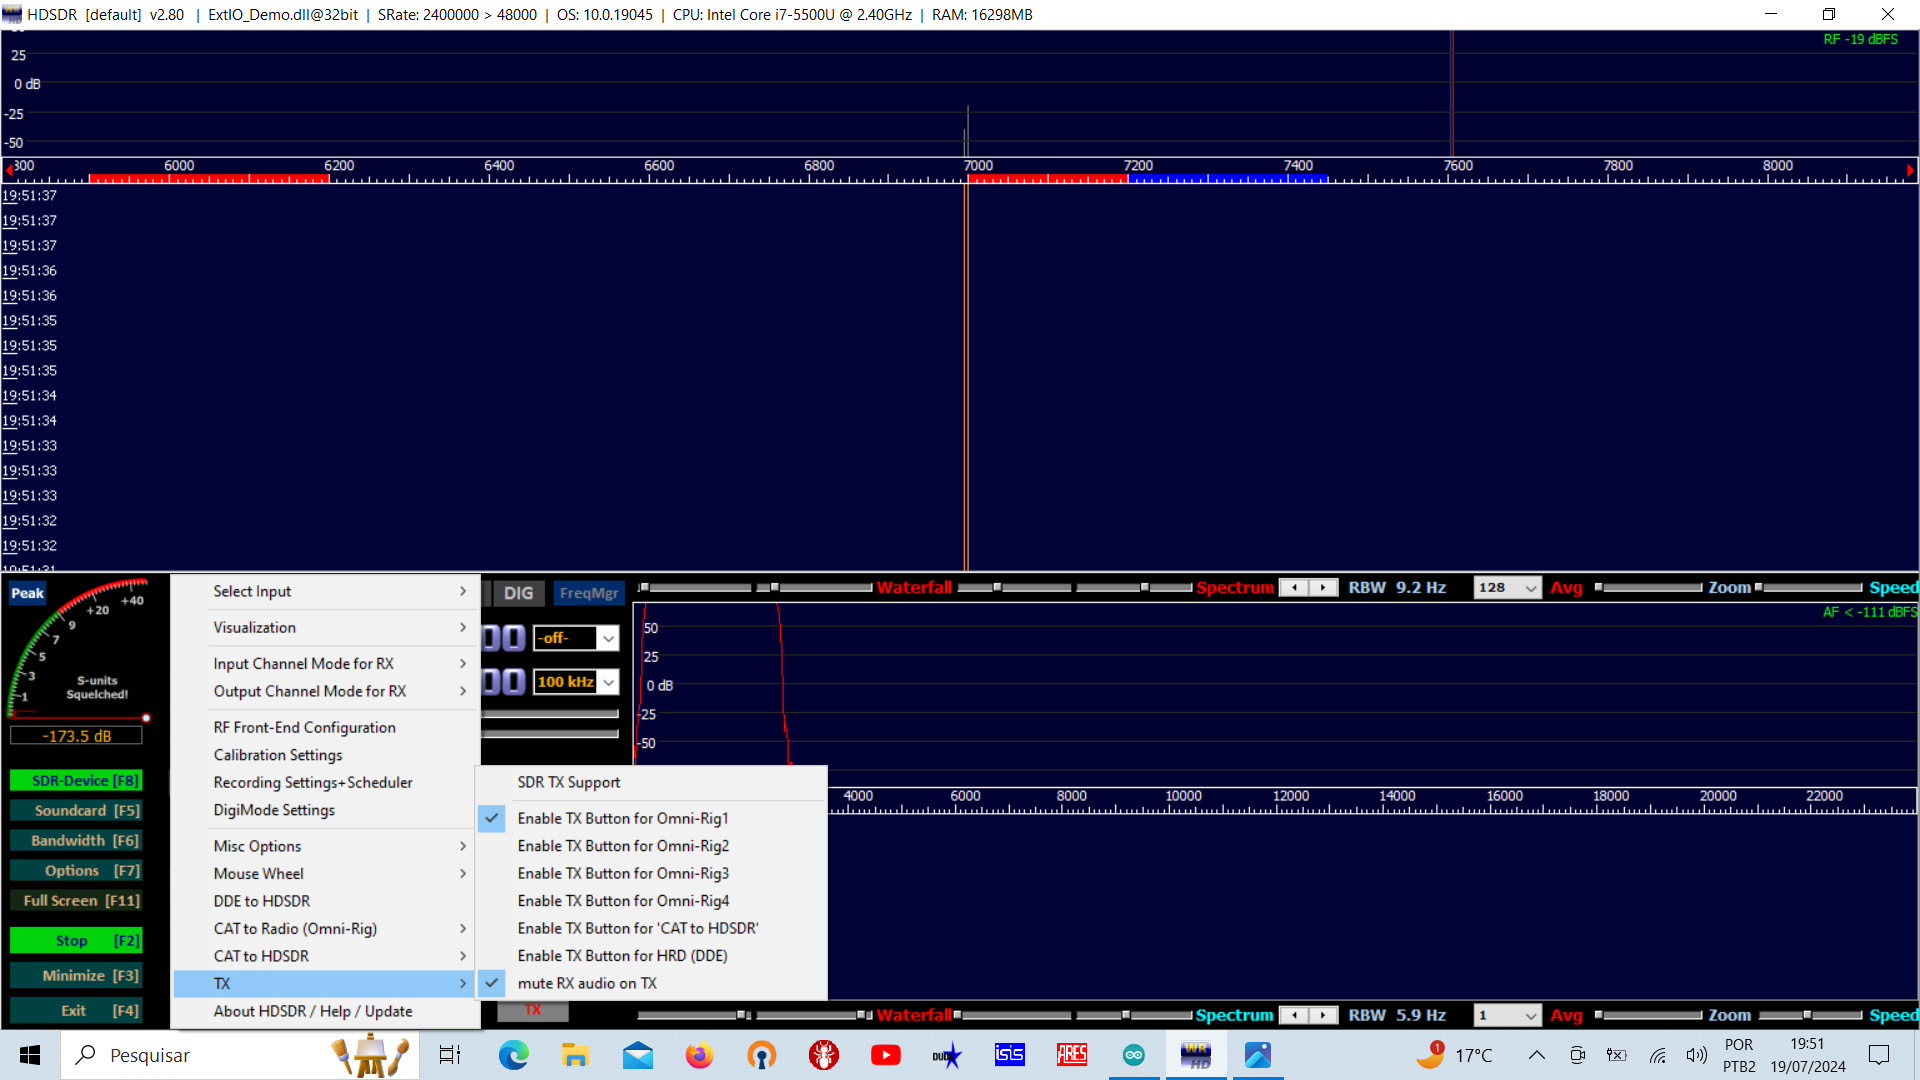 HDSDR [default] v2.80 | ExtIO_Demo.dll@32bit | SRate: 2400000 > 48000 | OS: 10.0.19045 | CPU: Intel Core i7-5500U @ 2.40GHz | RAM: 16298MB
RF -19 dBFS
25
0 dB
-25
-50
6000 6200 6400 6600 6800 7000 7200 7400 7600 7800 8000
19:51:37
19:51:37
19:51:37
19:51:36
19:51:36
19:51:35
19:51:35
19:51:35
19:51:34
19:51:34
19:51:33
19:51:33
19:51:33
19:51:32
19:51:32
19:51:31
Peak
+40
+20
9
7
5
3
1
S-units
Squelched!
-173.5 dB
SDR-Device [F8]
Soundcard [F5]
Bandwidth [F6]
Options [F7]
Full Screen [F11]
Stop [F2]
Minimize [F3]
Exit [F4]
Select Input
Visualization
Input Channel Mode for RX
Output Channel Mode for RX
RF Front-End Configuration
Calibration Settings
Recording Settings+Scheduler
DigiMode Settings
Misc Options
Mouse Wheel
DDE to HDSDR
CAT to Radio (Omni-Rig)
CAT to HDSDR
TX
About HDSDR / Help / Update
DIG FreqMgr
-off-
100 kHz
SDR TX Support
Enable TX Button for Omni-Rig1
Enable TX Button for Omni-Rig2
Enable TX Button for Omni-Rig3
Enable TX Button for Omni-Rig4
Enable TX Button for 'CAT to HDSDR'
Enable TX Button for HRD (DDE)
mute RX audio on TX
TX
Waterfall Spectrum RBW 9.2 Hz 128 Avg Zoom Speed
AF < -111 dBFS
50
25
0 dB
-25
-50
4000 6000 8000 10000 12000 14000 16000 18000 20000 22000
Waterfall Spectrum RBW 5.9 Hz 1 Avg Zoom Speed
Pesquisar
isis
ARES
WR
HD
1
17°C
POR
PTB2
19:51
19/07/2024